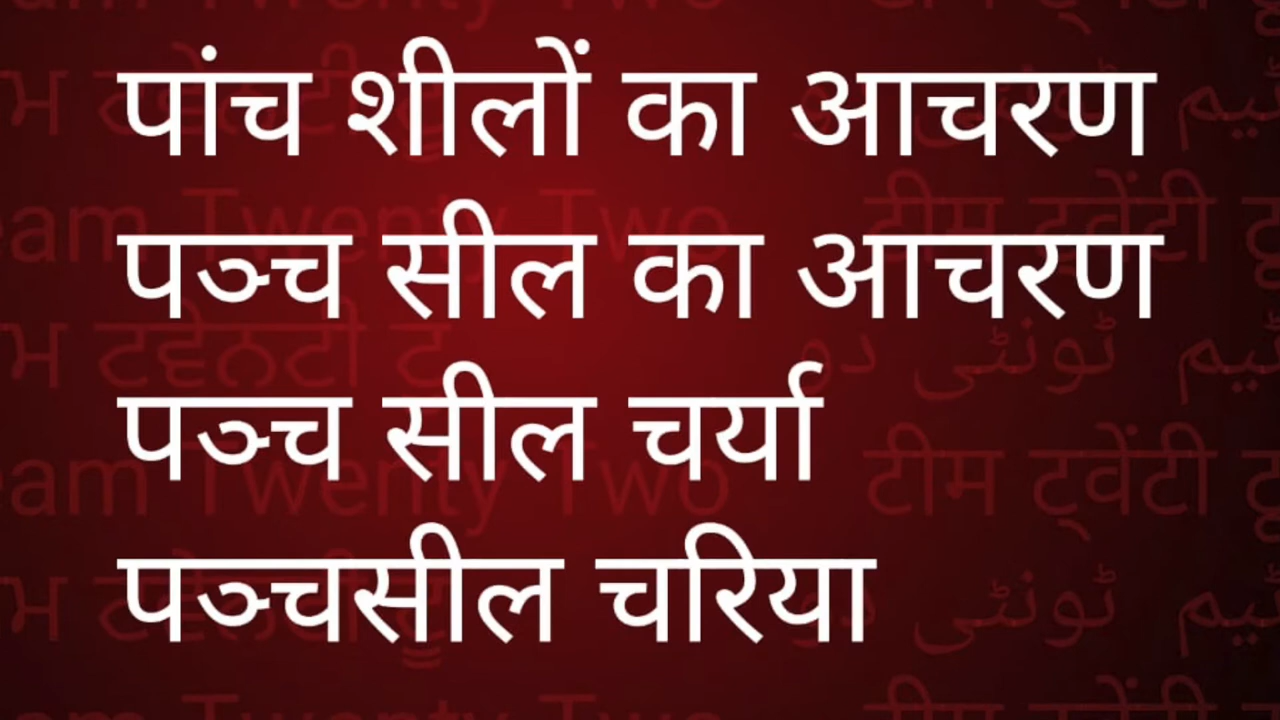 पांच शीलों का आचरण
पञ्च सील का आचरण
पञ्च सील चर्या
पञ्चसील चरिया